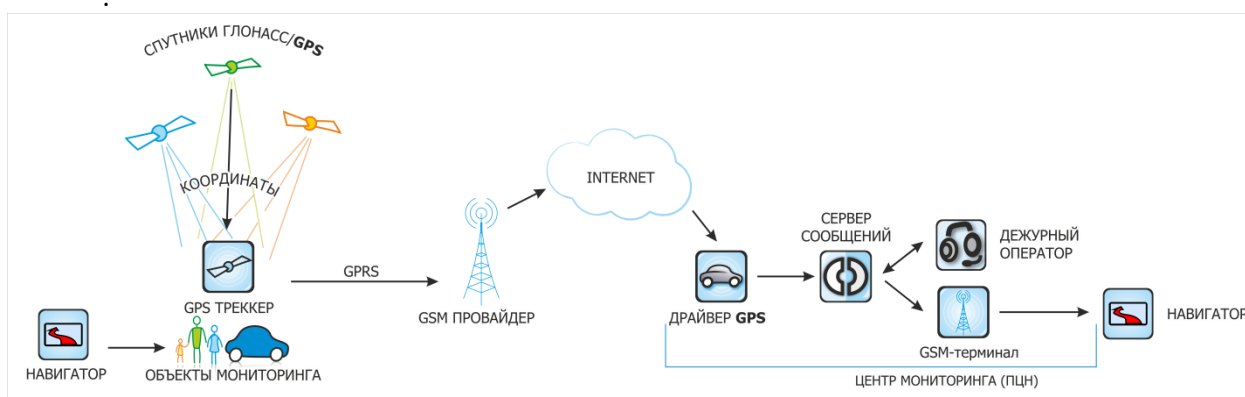 СПУТНИКИ ГЛОНАСС/GPS
КООРДИНАТЫ
GPS ТРЕККЕР
НАВИГАТОР
ОБЪЕКТЫ МОНИТОРИНГА
GPRS
GSM ПРОВАЙДЕР
INTERNET
ДРАЙВЕР GPS
СЕРВЕР
СООБЩЕНИЙ
ДЕЖУРНЫЙ
ОПЕРАТОР
GSM-терминал
НАВИГАТОР
ЦЕНТР МОНИТОРИНГА (ПЦН)